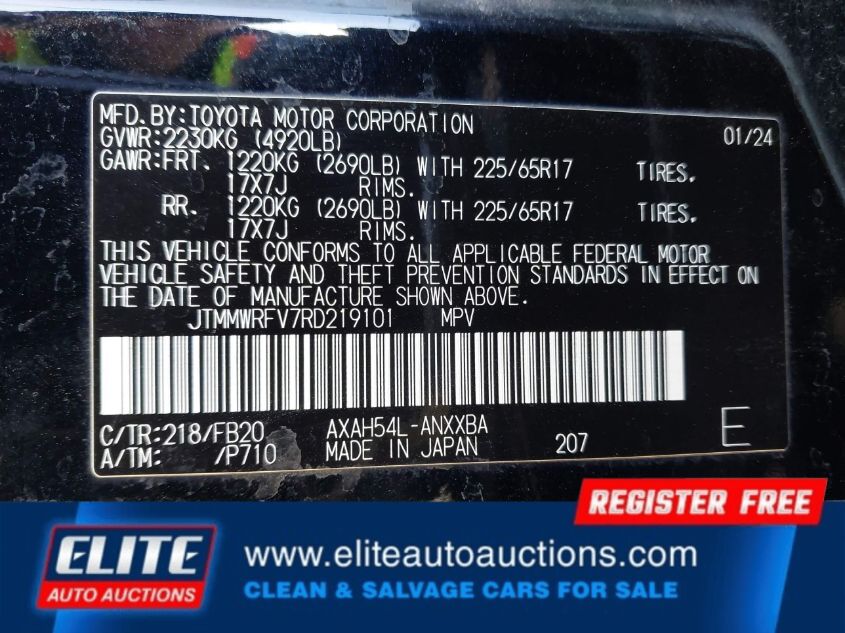 MFD. BY: TOYOTA MOTOR CORPORATION 01/24
GVWR: 2230KG (4920LB)
GAWR: FRT. 1220KG (2690LB) WITH 225/65R17 TIRES.
17X7J RIMS.
RR. 1220KG (2690LB) WITH 225/65R17 TIRES.
17X7J RIMS.
THIS VEHICLE CONFORMS TO ALL APPLICABLE FEDERAL MOTOR
VEHICLE SAFETY AND THEFT PREVENTION STANDARDS IN EFFECT ON
THE DATE OF MANUFACTURE SHOWN ABOVE.
JTMMWRFV7RD219101 MPV
C/TR: 218/FB20 AXAH54L-ANXXBA
A/TM: /P710 MADE IN JAPAN 207 E
REGISTER FREE
ELITE
AUTO AUCTIONS
www.eliteautoauctions.com
CLEAN & SALVAGE CARS FOR SALE